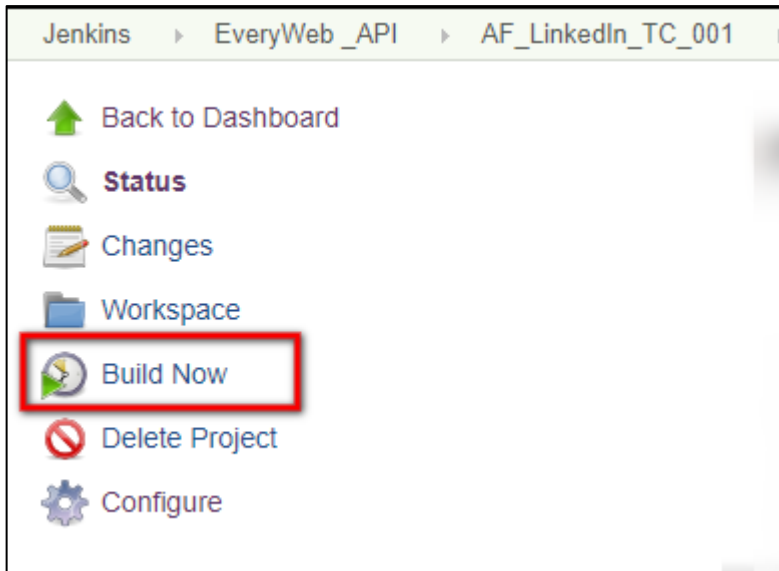 Jenkins EveryWeb _API AF_LinkedIn_TC_001
Back to Dashboard
Status
Changes
Workspace
Build Now
Delete Project
Configure